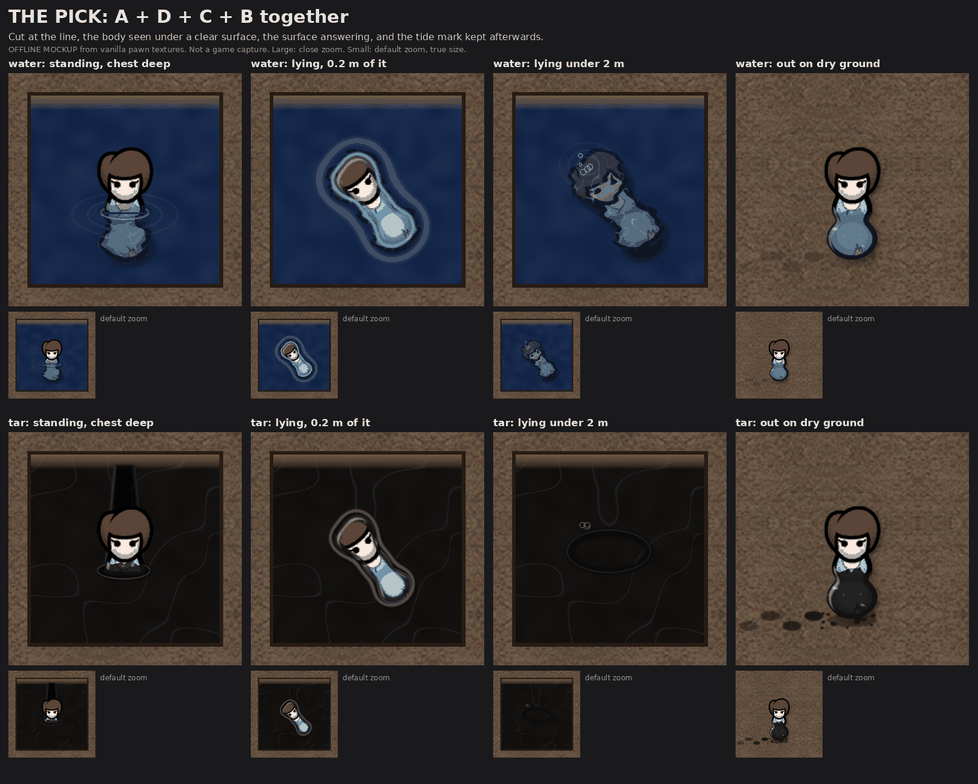 THE PICK: A + D + C + B together
Cut at the line, the body seen under a clear surface, the surface answering, and the tide mark kept afterwards.
OFFLINE MOCKUP from vanilla pawn textures. Not a game capture. Large: close zoom. Small: default zoom, true size.
water: standing, chest deep
water: lying, 0.2 m of it
water: lying under 2 m
water: out on dry ground
default zoom
default zoom
default zoom
default zoom
tar: standing, chest deep
tar: lying, 0.2 m of it
tar: lying under 2 m
tar: out on dry ground
default zoom
default zoom
default zoom
default zoom